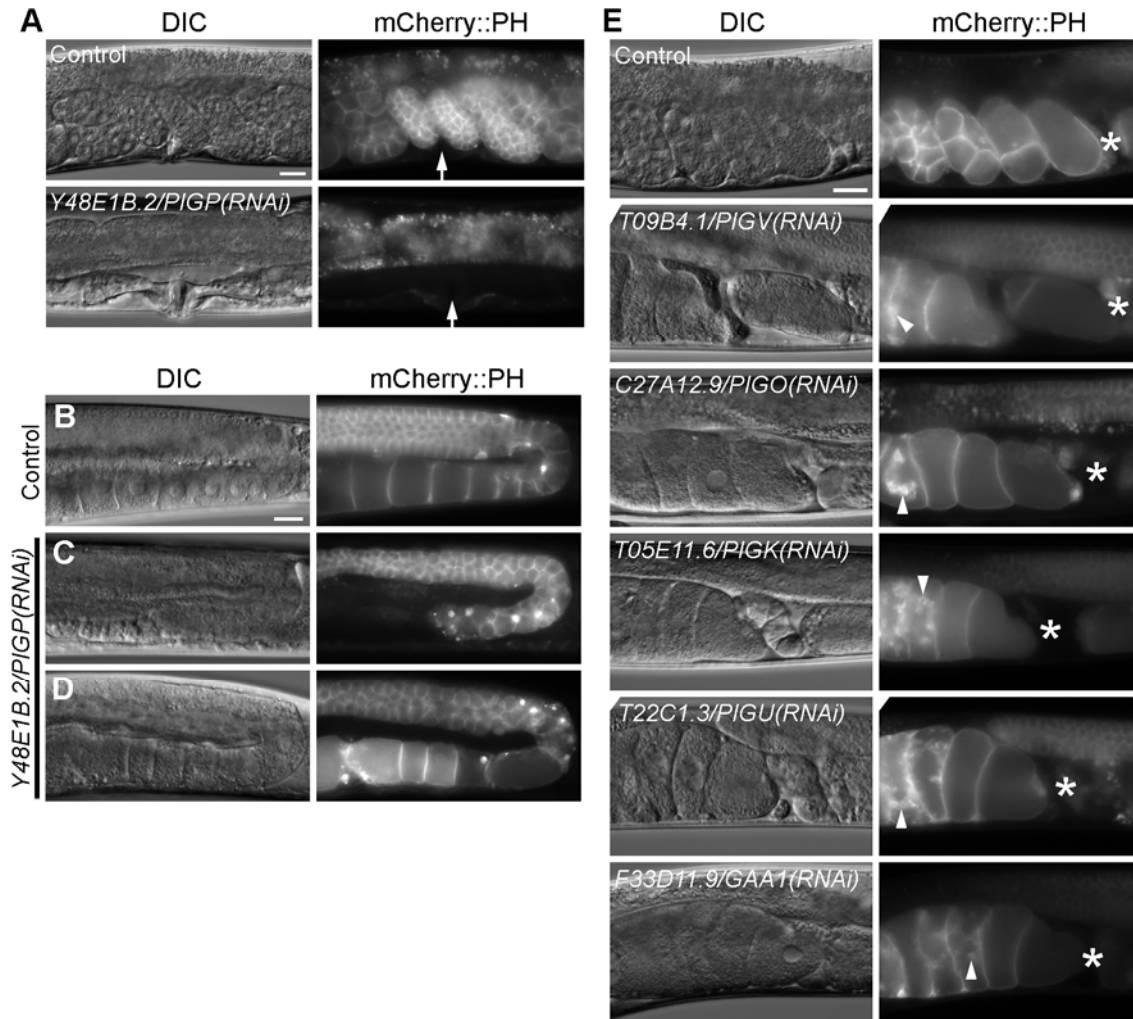 A
DIC
mCherry::PH
Control
Y48E1B.2/PIGP(RNAi)
DIC
mCherry::PH
Control
B
Y48E1B.2/PIGP(RNAi)
C
D
E
DIC
mCherry::PH
Control
*
T09B4.1/PIGV(RNAi)
*
C27A12.9/PIGO(RNAi)
*
T05E11.6/PIGK(RNAi)
*
T22C1.3/PIGU(RNAi)
*
F33D11.9/GAA1(RNAi)
*